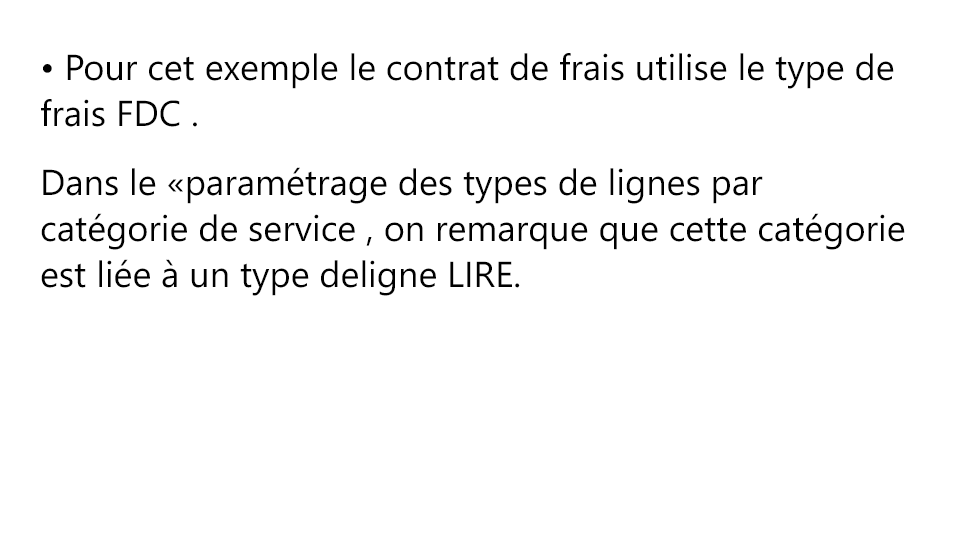 • Pour cet exemple le contrat de frais utilise le type de
frais FDC .
Dans le «paramétrage des types de lignes par
catégorie de service , on remarque que cette catégorie
est liée à un type deligne LIRE.